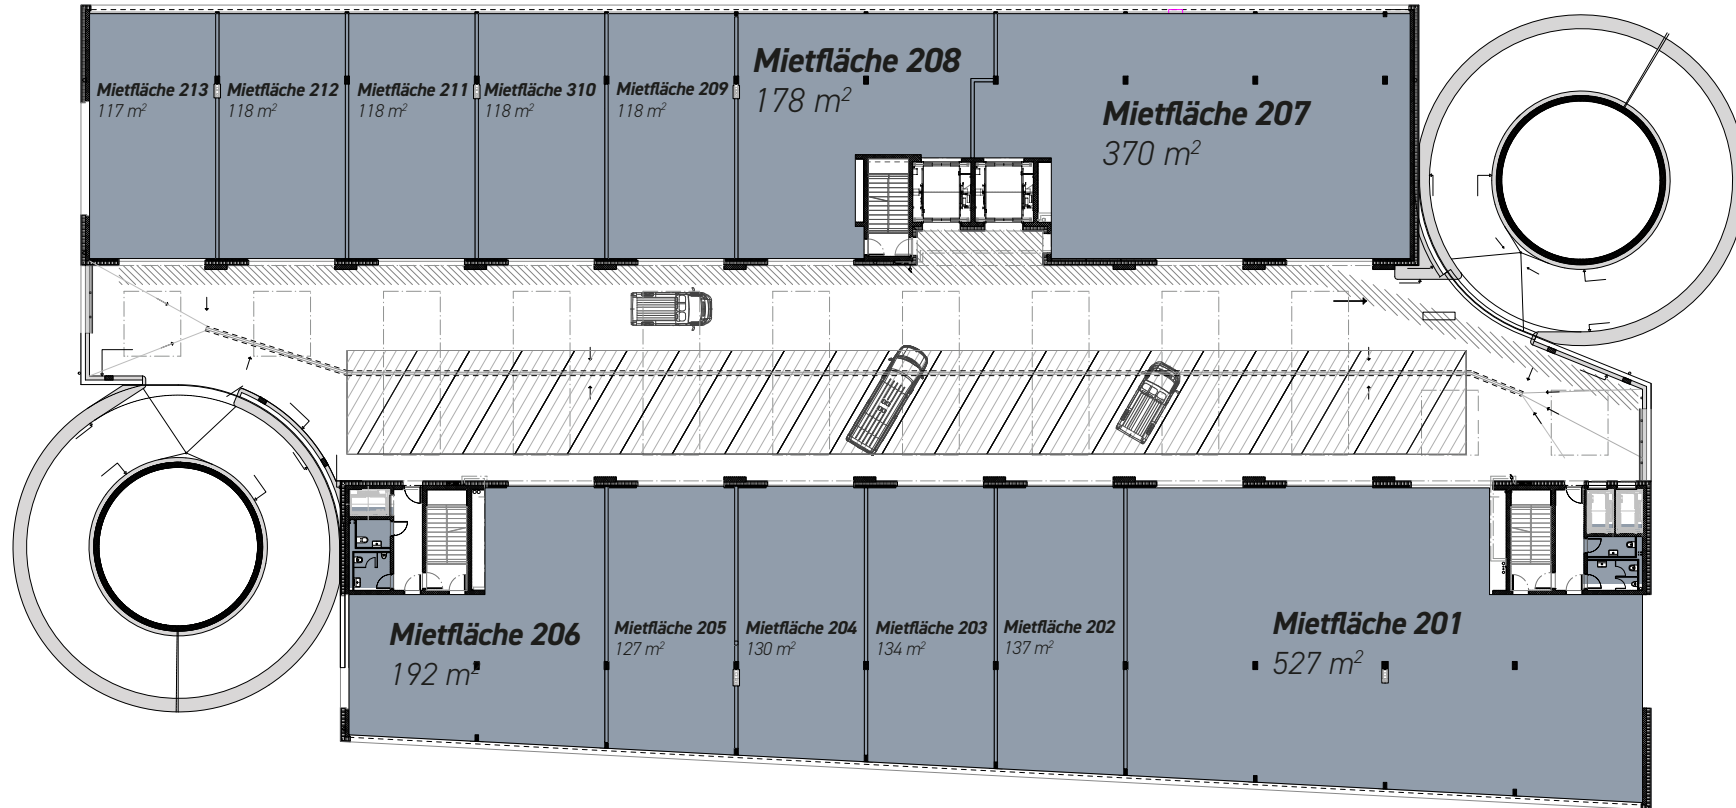 Mietfläche 213
117 m²
Mietfläche 212
118 m²
Mietfläche 211
118 m²
Mietfläche 310
118 m²
Mietfläche 209
118 m²
Mietfläche 208
178 m²
Mietfläche 207
370 m²
Mietfläche 206
192 m²
Mietfläche 205
127 m²
Mietfläche 204
130 m²
Mietfläche 203
134 m²
Mietfläche 202
137 m²
Mietfläche 201
527 m²